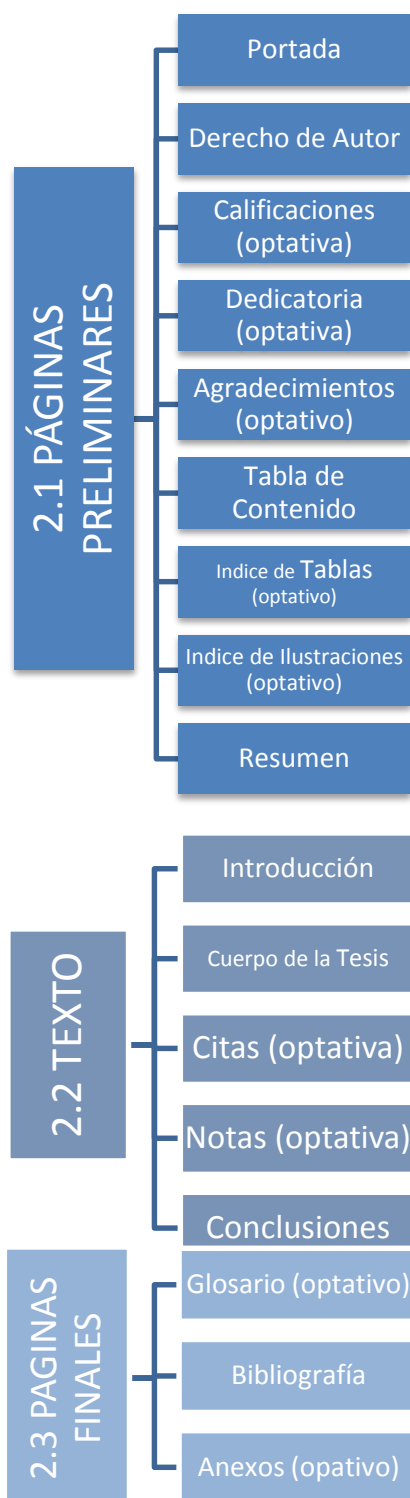 2.1 PÁGINAS
PRELIMINARES
Portada
Derecho de Autor
Calificaciones
(optativa)
Dedicatoria
(optativa)
Agradecimientos
(optativo)
Tabla de
Contenido
Indice de Tablas
(optativo)
Indice de Ilustraciones
(optativo)
Resumen
2.2 TEXTO
Introducción
Cuerpo de la Tesis
Citas (optativa)
Notas (optativa)
Conclusiones
2.3 PAGINAS
FINALES
Glosario (optativo)
Bibliografía
Anexos (opativo)